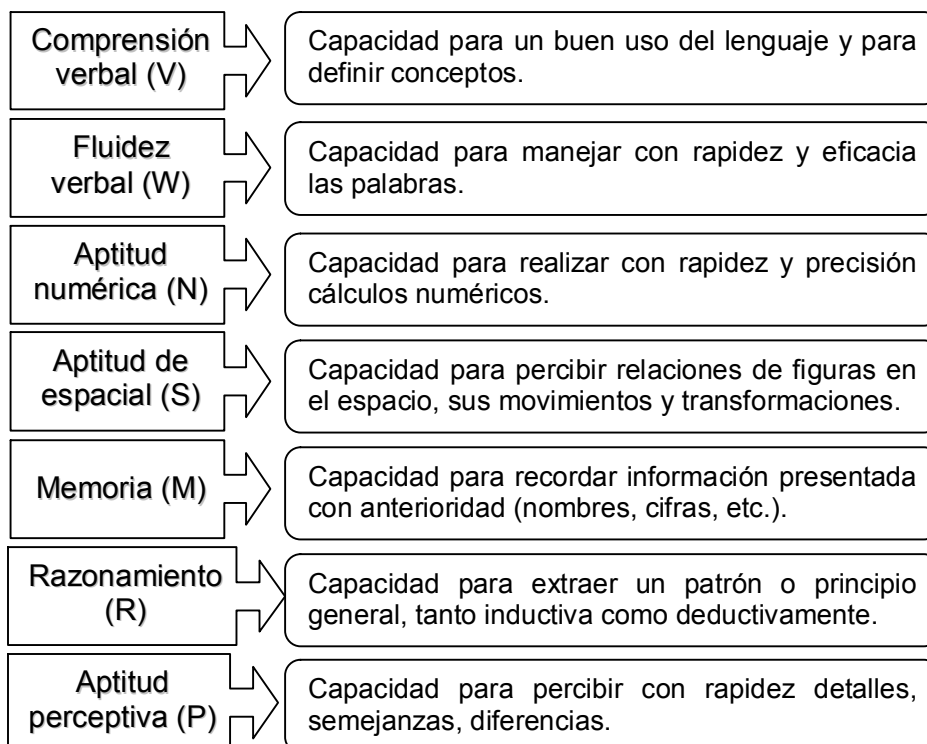 Comprensión
verbal (V)
Capacidad para un buen uso del lenguaje y para
definir conceptos.
Fluidez
verbal (W)
Capacidad para manejar con rapidez y eficacia
las palabras.
Aptitud
numérica (N)
Capacidad para realizar con rapidez y precisión
cálculos numéricos.
Aptitud de
espacial (S)
Capacidad para percibir relaciones de figuras en
el espacio, sus movimientos y transformaciones.
Memoria (M)
Capacidad para recordar información presentada
con anterioridad (nombres, cifras, etc.).
Razonamiento
(R)
Capacidad para extraer un patrón o principio
general, tanto inductiva como deductivamente.
Aptitud
perceptiva (P)
Capacidad para percibir con rapidez detalles,
semejanzas, diferencias.